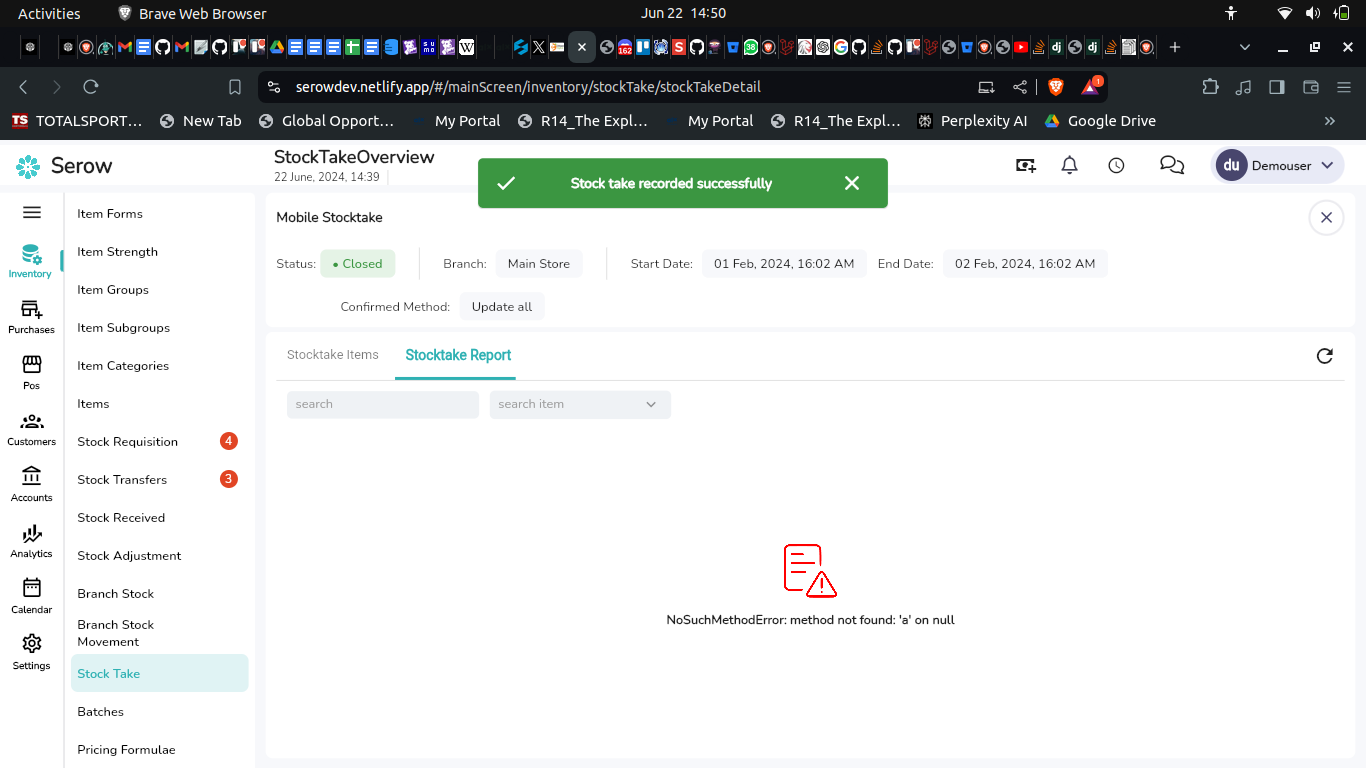 Activities
Brave Web Browser
Jun 22 14:50
serowdev.netlify.app/#/mainScreen/inventory/stockTake/stockTakeDetail
TOTALSPORT...
New Tab
Global Opport...
My Portal
R14_The Expl...
My Portal
R14_The Expl...
Perplexity AI
Google Drive
»
Serow
StockTakeOverview
22 June, 2024, 14:39
Stock take recorded successfully
du
Demouser
Inventory
Purchases
Pos
Customers
Accounts
Analytics
Calendar
Settings
Item Forms
Item Strength
Item Groups
Item Subgroups
Item Categories
Items
Stock Requisition 4
Stock Transfers 3
Stock Received
Stock Adjustment
Branch Stock
Branch Stock
Movement
Stock Take
Batches
Pricing Formulae
Mobile Stocktake
Status: • Closed
Branch: Main Store
Start Date: 01 Feb, 2024, 16:02 AM
End Date: 02 Feb, 2024, 16:02 AM
Confirmed Method: Update all
Stocktake Items
Stocktake Report
search
search item
NoSuchMethodError: method not found: 'a' on null